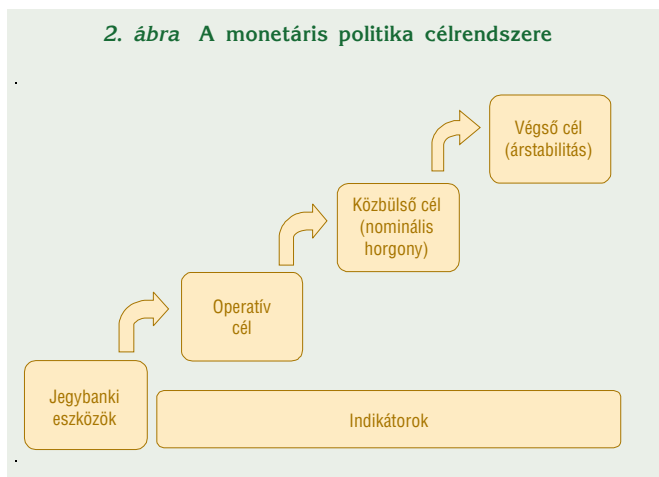 2. ábra A monetáris politika célrendszere
Végső cél
(árstabilitás)
Közbülső cél
(nominális
horgony)
Operatív
cél
Jegybanki
eszközök
Indikátorok